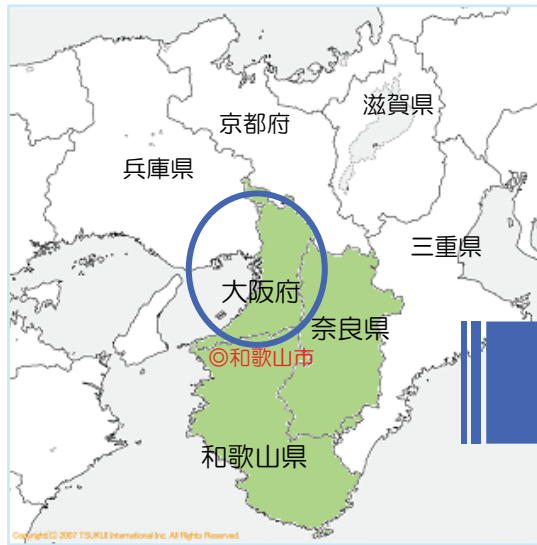 滋賀県
京都府
兵庫県
三重県
大阪府
奈良県
◎和歌山市
和歌山県
Copyright(C) 2007 TSUKUI International Inc. All Rights Reserved.